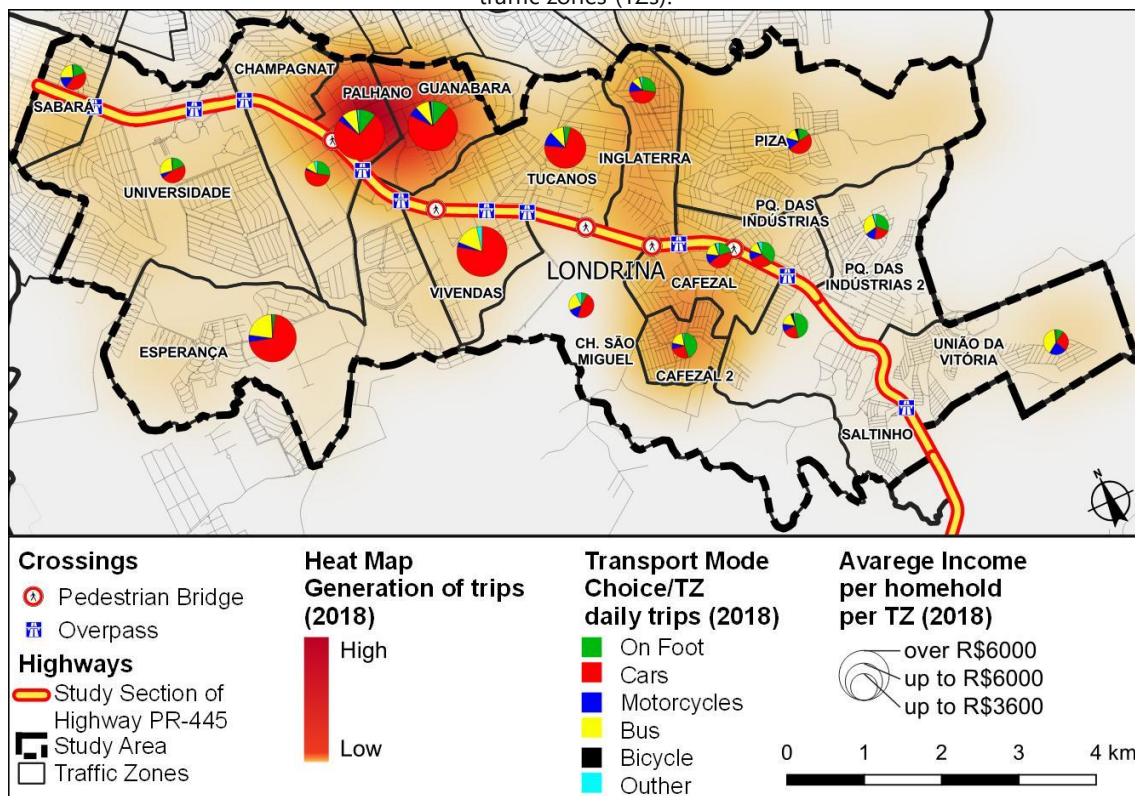 traffic zones (TZs).
CHAMPAGNAT
PALHANO
GUANABARA
SABARÁ
UNIVERSIDADE
TUCANOS
INGLATERRA
PIZA
PQ. DAS
INDÚSTRIAS
LONDRINA
VIVENDAS
CAFEZAL
PQ. DAS
INDÚSTRIAS 2
ESPERANÇA
CH. SÃO
MIGUEL
CAFEZAL 2
UNIÃO DA
VITÓRIA
SALTINHO
N
Crossings
Pedestrian Bridge
Overpass
Highways
Study Section of
Highway PR-445
Study Area
Traffic Zones
Heat Map
Generation of trips
(2018)
High
Low
Transport Mode
Choice/TZ
daily trips (2018)
On Foot
Cars
Motorcycles
Bus
Bicycle
Outher
Avarege Income
per homehold
per TZ (2018)
over R$6000
up to R$6000
up to R$3600
0 1 2 3 4 km